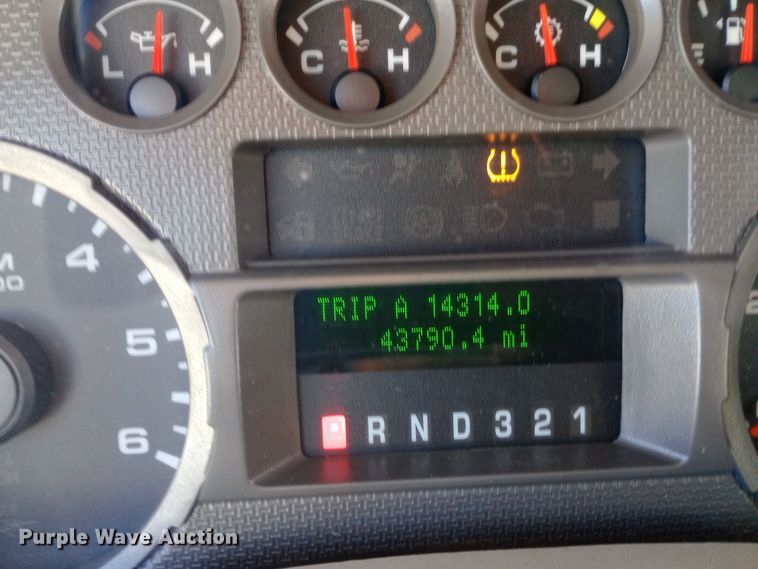 L H
C H
C H
TRIP A 14314.0
43790.4 mi
P R N D 3 2 1
4
5
6
Purple Wave Auction